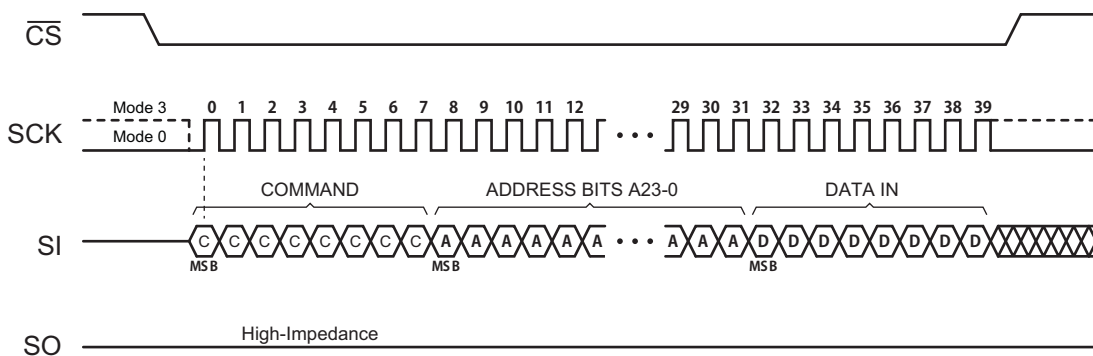 CS
Mode 3 0 1 2 3 4 5 6 7 8 9 10 11 12 29 30 31 32 33 34 35 36 37 38 39
SCK Mode 0 • • •
COMMAND ADDRESS BITS A23-0 DATA IN
SI C C C C C C C C A A A A A A • • • A A A D D D D D D D D
MSB MSB MSB
High-Impedance
SO